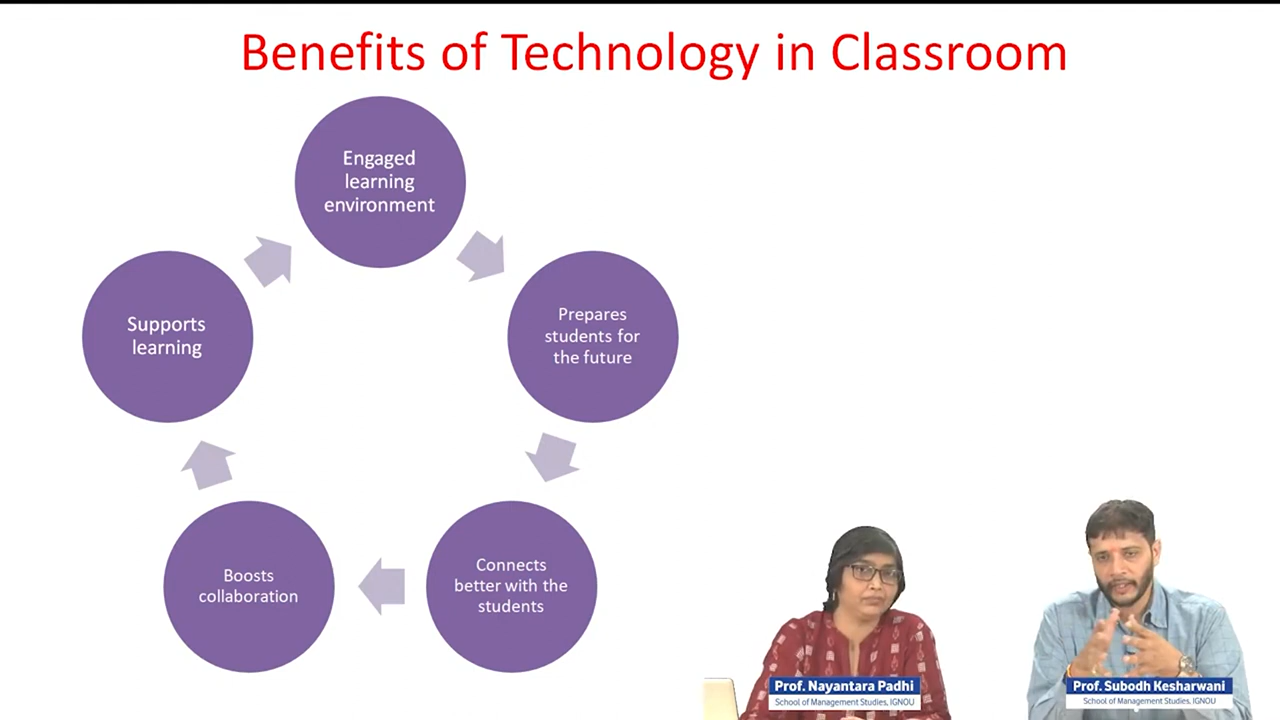 Benefits of Technology in Classroom
Engaged
learning
environment
Prepares
students for
the future
Connects
better with the
students
Boosts
collaboration
Supports
learning
Prof. Nayantara Padhi
School of Management Studies, IGNOU
Prof. Subodh Kesharwani
School of Management Studies, IGNOU